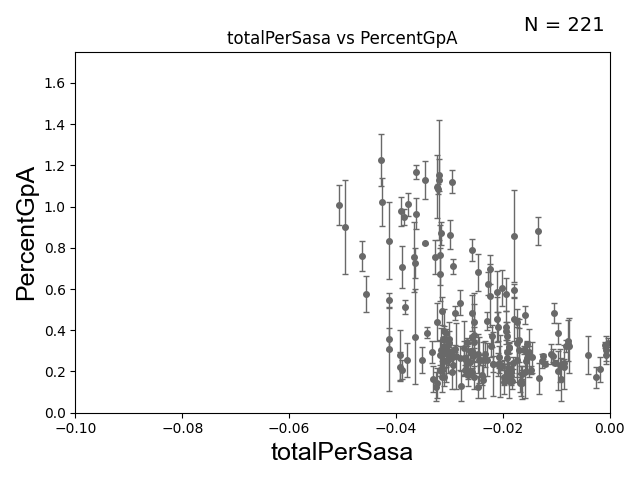 N = 221
totalPerSasa vs PercentGpA
PercentGpA
1.6
1.4
1.2
1.0
0.8
0.6
0.4
0.2
0.0
−0.10 −0.08 −0.06 −0.04 −0.02 0.00
totalPerSasa